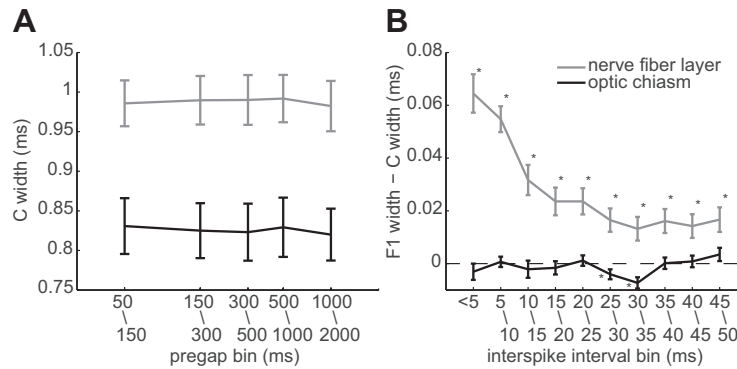 A
C width (ms)
1.05
1
0.95
0.9
0.85
0.8
0.75
50 150 300 500 1000
\ \ \ \ \
150 300 500 1000 2000
pregap bin (ms)
B
F1 width − C width (ms)
0.08
0.06
0.04
0.02
0
nerve fiber layer
optic chiasm
* * * * * * * * * *
* *
<5 5 10 15 20 25 30 35 40 45
\ \ \ \ \ \ \ \ \
10 15 20 25 30 35 40 45 50
interspike interval bin (ms)